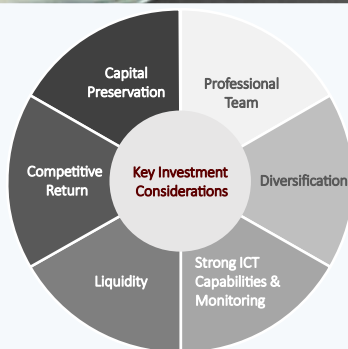 Capital
Preservation
Professional
Team
Competitive
Return
Key Investment
Considerations
Diversification
Liquidity
Strong ICT
Capabilities &
Monitoring